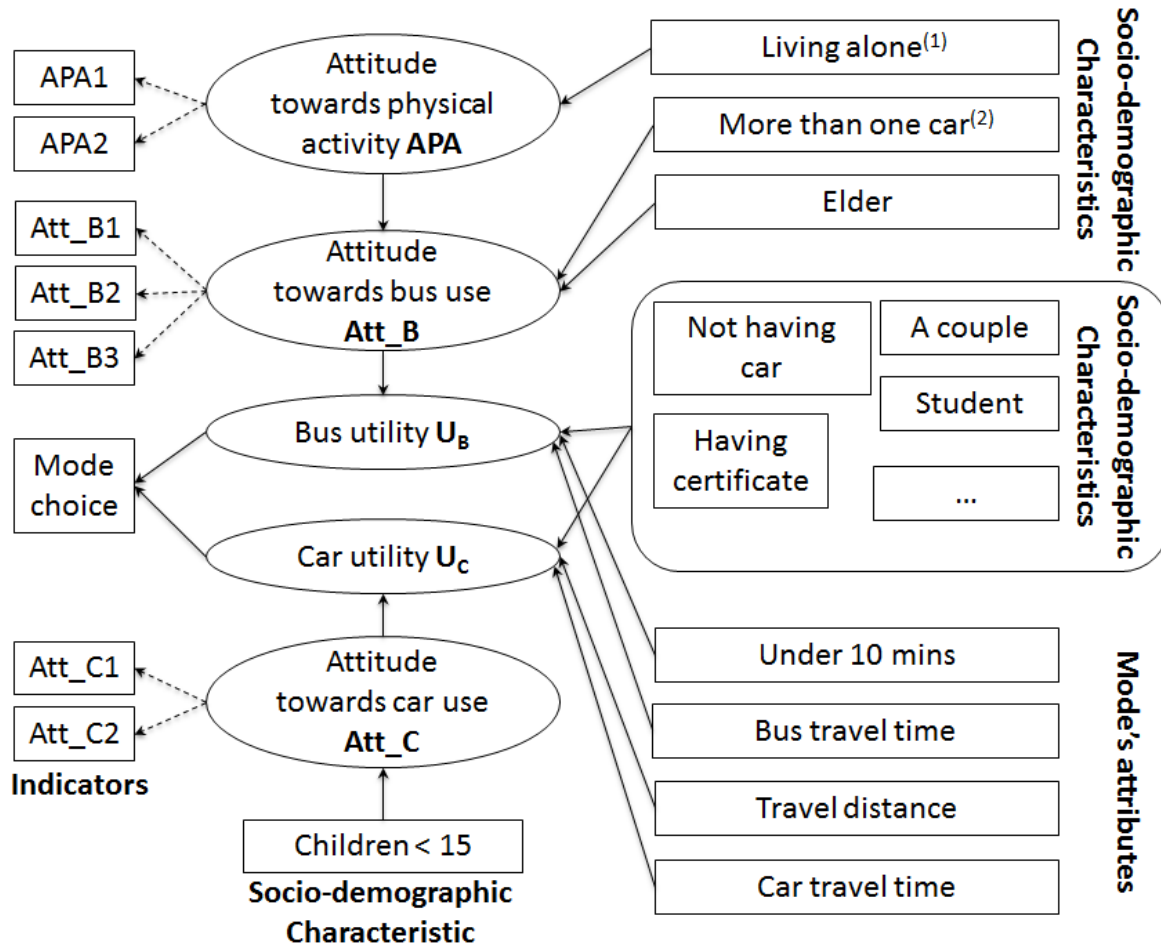 APA1
APA2
Attitude
towards physical
activity APA
Living alone(1)
More than one car(2)
Elder
Socio-demographic
Characteristics
Att_B1
Att_B2
Att_B3
Attitude
towards bus use
Att_B
Not having
car
A couple
Student
Having
certificate
...
Socio-demographic
Characteristics
Mode
choice
Bus utility UB
Car utility UC
Att_C1
Att_C2
Indicators
Attitude
towards car use
Att_C
Children < 15
Socio-demographic
Characteristic
Under 10 mins
Bus travel time
Travel distance
Car travel time
Mode's attributes